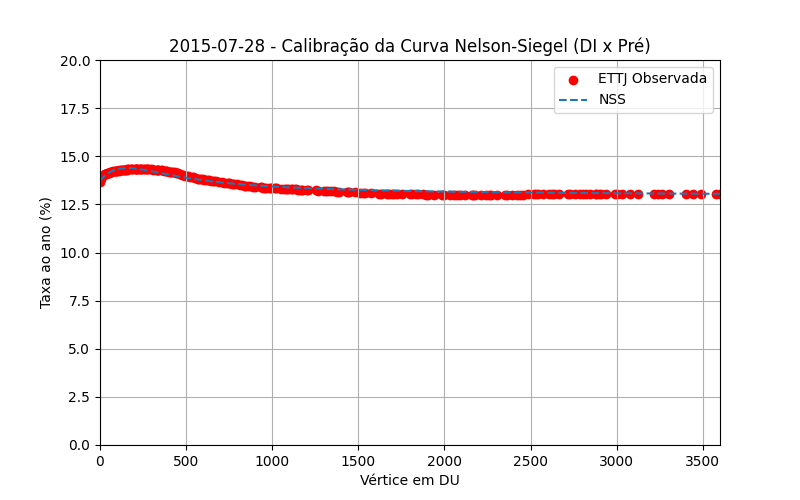 2015-07-28 - Calibração da Curva Nelson-Siegel (DI x Pré)
ETTJ Observada
NSS
20.0
17.5
15.0
12.5
10.0
7.5
5.0
2.5
0.0
Taxa ao ano (%)
0 500 1000 1500 2000 2500 3000 3500
Vértice em DU